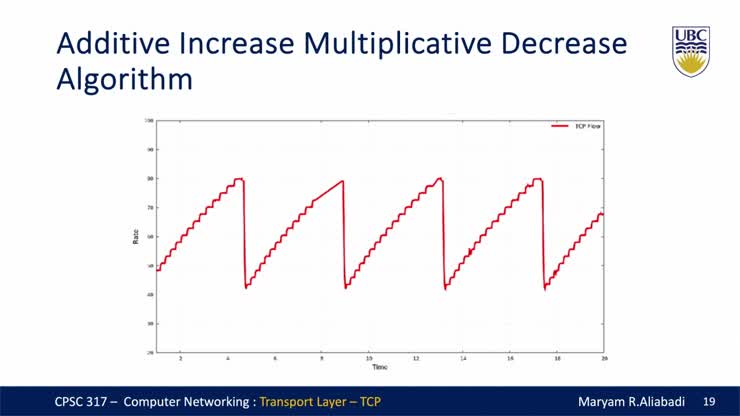 Additive Increase Multiplicative Decrease
Algorithm
UBC
100
TCP Flow
90
80
70
60
50
40
30
20
Rate
2
4
6
8
10
12
14
16
18
20
Time
CPSC 317 – Computer Networking : Transport Layer – TCP
Maryam R.Aliabadi
19